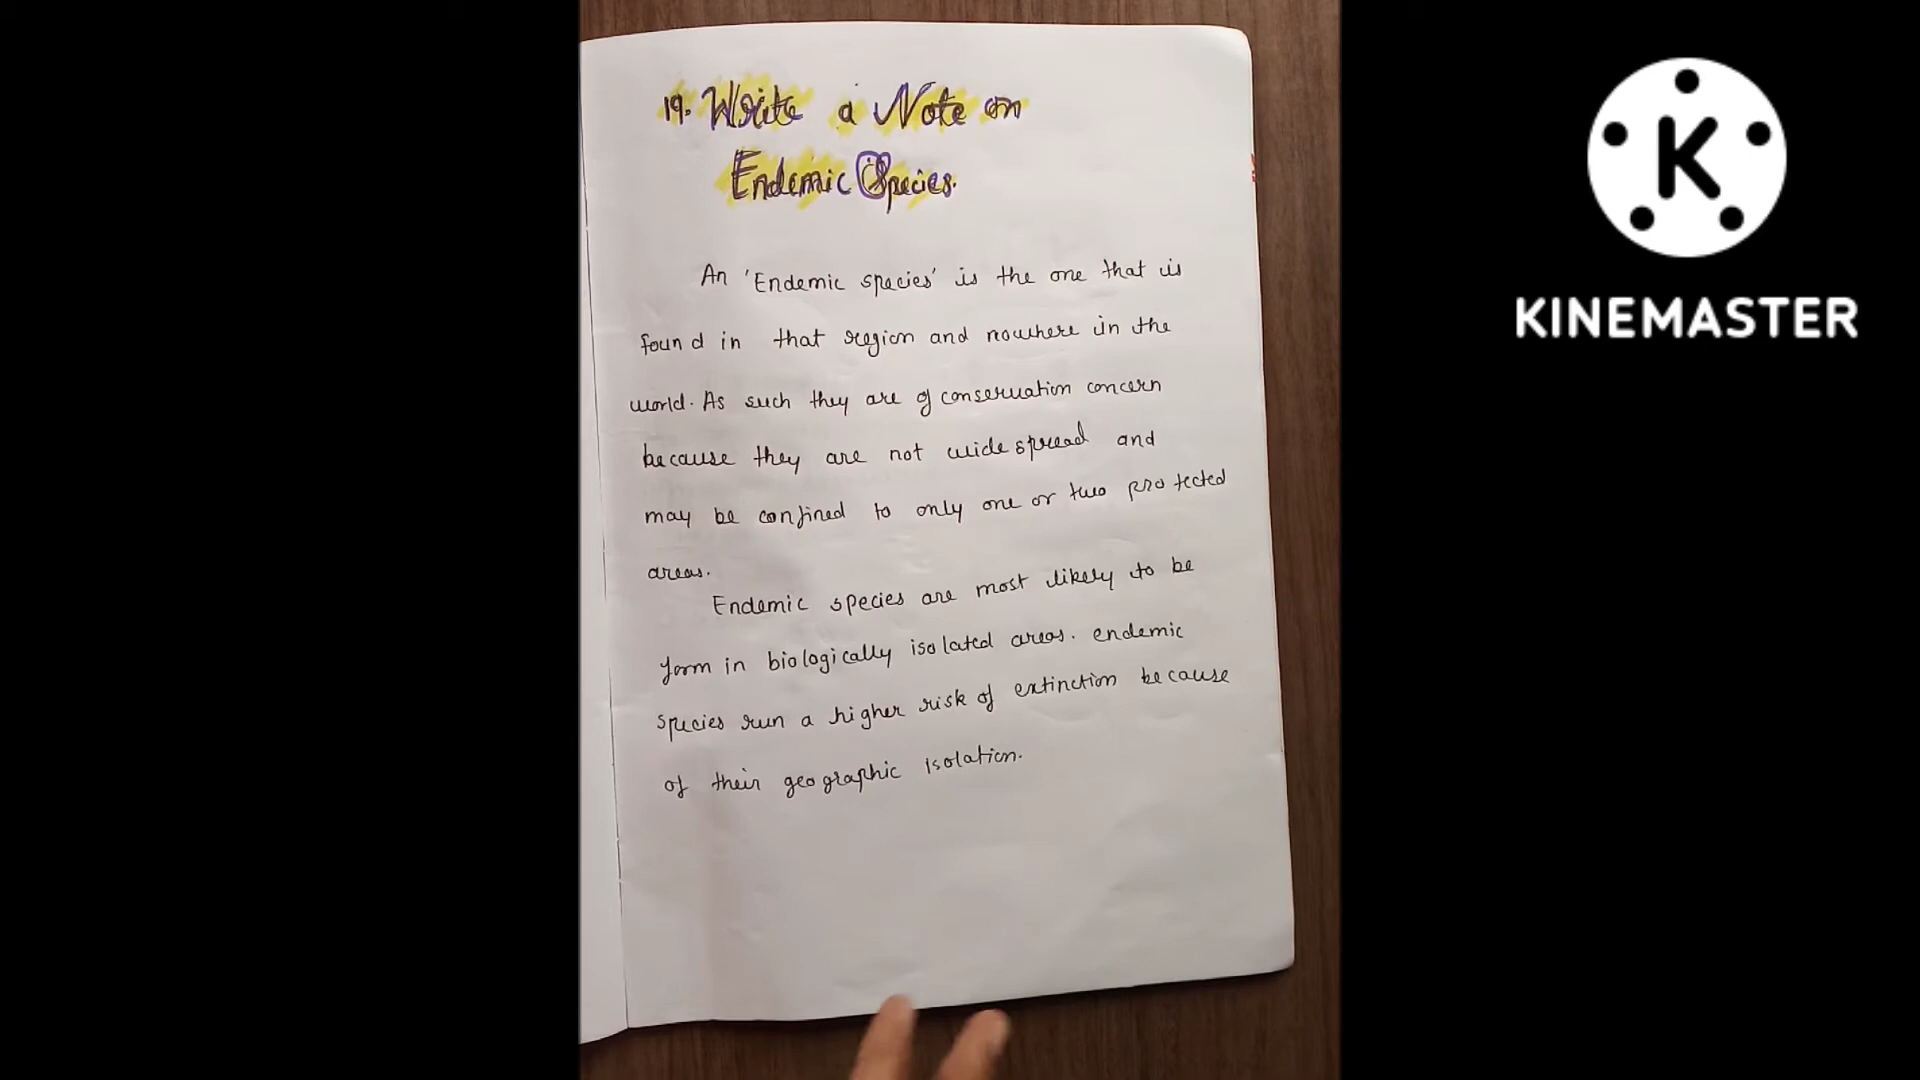 19. Write a Note on
Endemic Species.
An 'Endemic species' is the one that is
found in that region and nowhere in the
world. As such they are of conservation concern
because they are not wide spread and
may be confined to only one or two protected
areas.
Endemic species are most likely to be
form in biologically isolated areas. endemic
species run a higher risk of extinction because
of their geographic isolation.
K
KINEMASTER